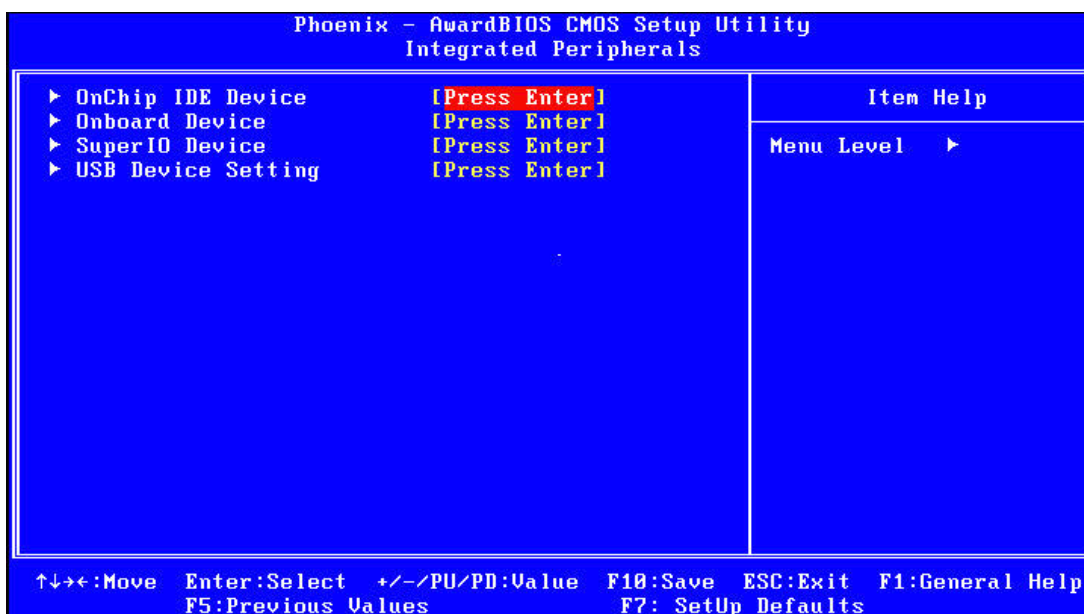 Phoenix - AwardBIOS CMOS Setup Utility
Integrated Peripherals
► OnChip IDE Device [Press Enter]
► Onboard Device [Press Enter]
► SuperIO Device [Press Enter]
► USB Device Setting [Press Enter]
Item Help
Menu Level ►
↑↓→←:Move Enter:Select +/-/PU/PD:Value F10:Save ESC:Exit F1:General Help
F5:Previous Values F7: SetUp Defaults